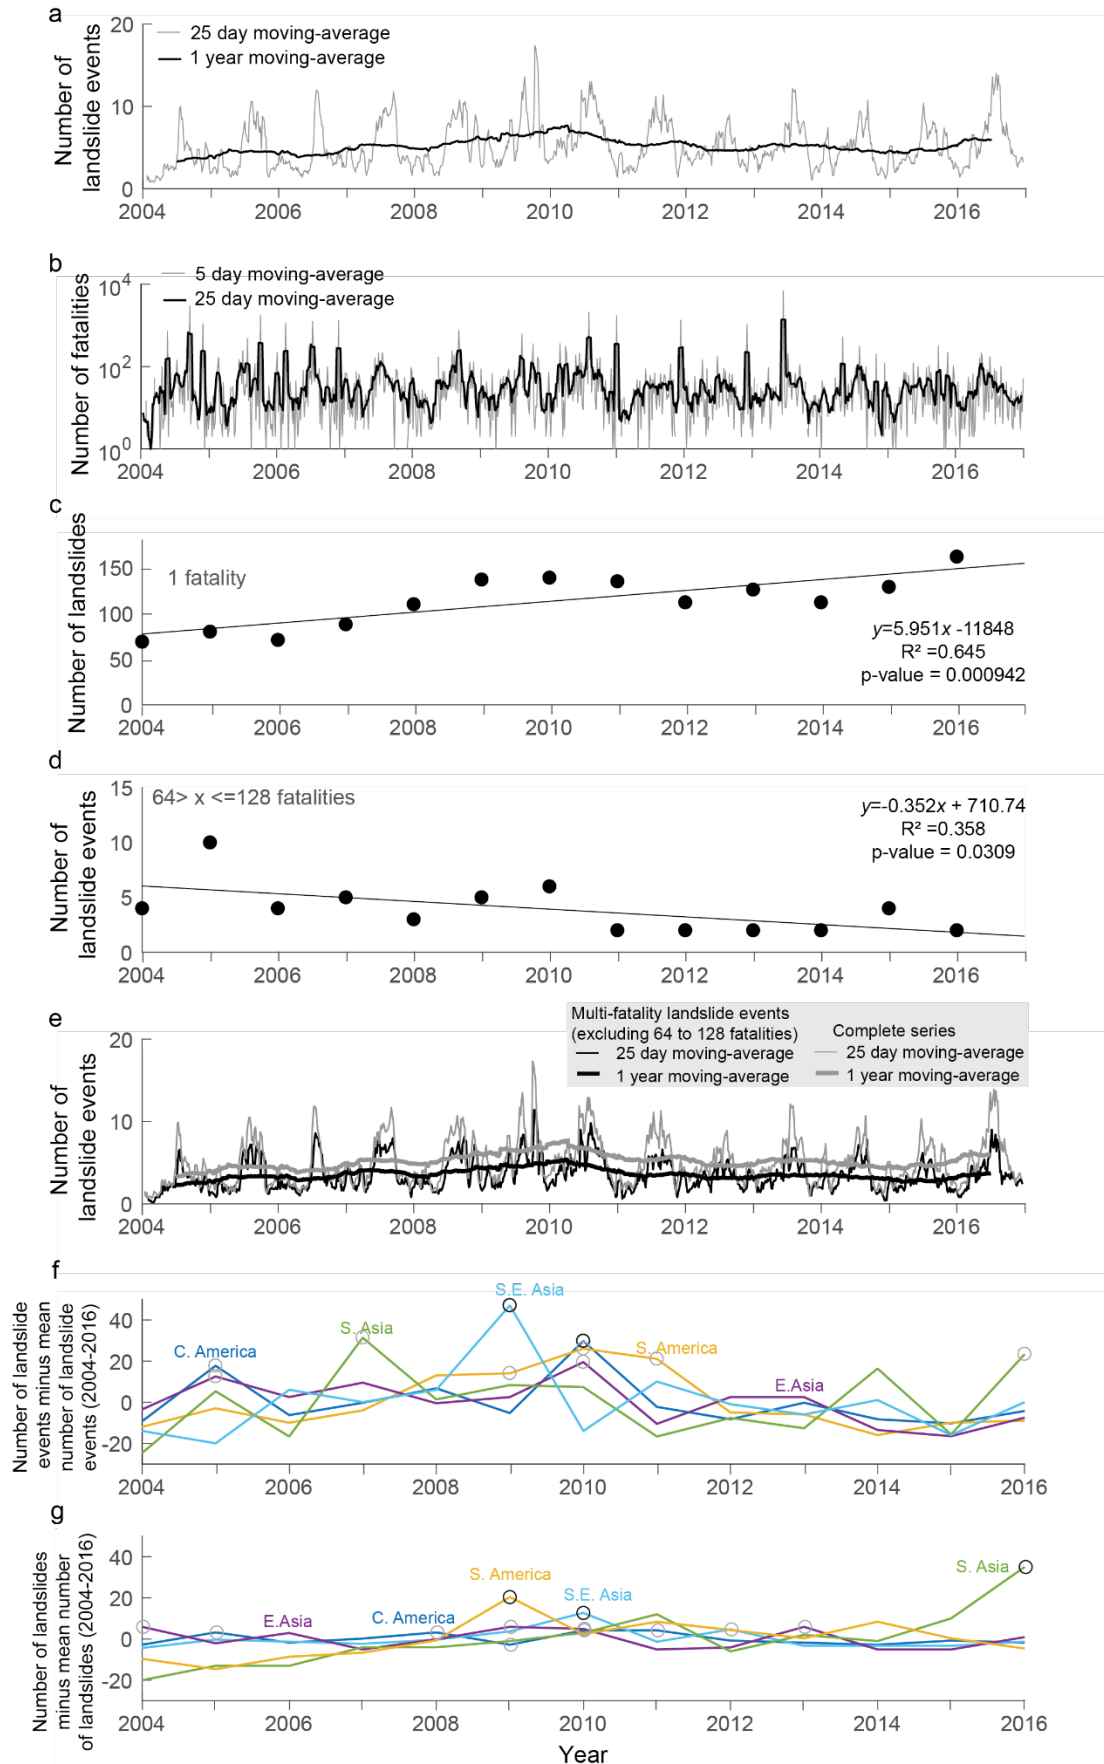 a
Number of
landslide events
25 day moving-average
1 year moving-average
20
10
0
2004 2006 2008 2010 2012 2014 2016
b
Number of fatalities
5 day moving-average
25 day moving-average
10^4
10^2
10^0
2004 2006 2008 2010 2012 2014 2016
c
Number of landslides
1 fatality
150
100
50
0
y=5.951x -11848
R² =0.645
p-value = 0.000942
2004 2006 2008 2010 2012 2014 2016
d
Number of
landslide events
64> x <=128 fatalities
15
10
5
0
y=-0.352x + 710.74
R² =0.358
p-value = 0.0309
2004 2006 2008 2010 2012 2014 2016
e
Number of
landslide events
Multi-fatality landslide events
(excluding 64 to 128 fatalities)
25 day moving-average
1 year moving-average
Complete series
25 day moving-average
1 year moving-average
20
10
0
2004 2006 2008 2010 2012 2014 2016
f
Number of landslide
events minus mean
number of landslide
events (2004-2016)
40
20
0
-20
S.E. Asia
S. Asia
C. America
S. America
E.Asia
2004 2006 2008 2010 2012 2014 2016
g
Number of landslides
minus mean number
of landslides (2004-2016)
40
20
0
-20
S. Asia
S. America
S.E. Asia
E.Asia
C. America
2004 2006 2008 2010 2012 2014 2016
Year